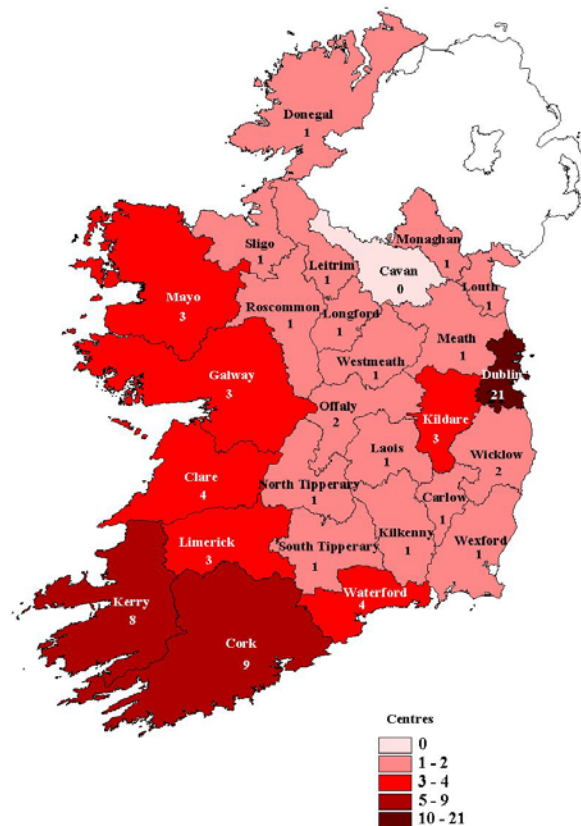 Donegal
1
Sligo
1
Leitrim
1
Monaghan
1
Cavan
0
Louth
1
Mayo
3
Roscommon
1
Longford
1
Meath
1
Westmeath
1
Dublin
21
Galway
3
Offaly
2
Kildare
3
Laois
1
Wicklow
2
Clare
4
North Tipperary
1
Carlow
1
Limerick
3
South Tipperary
1
Kilkenny
1
Wexford
1
Waterford
4
Kerry
8
Cork
9
Centres
0
1 - 2
3 - 4
5 - 9
10 - 21